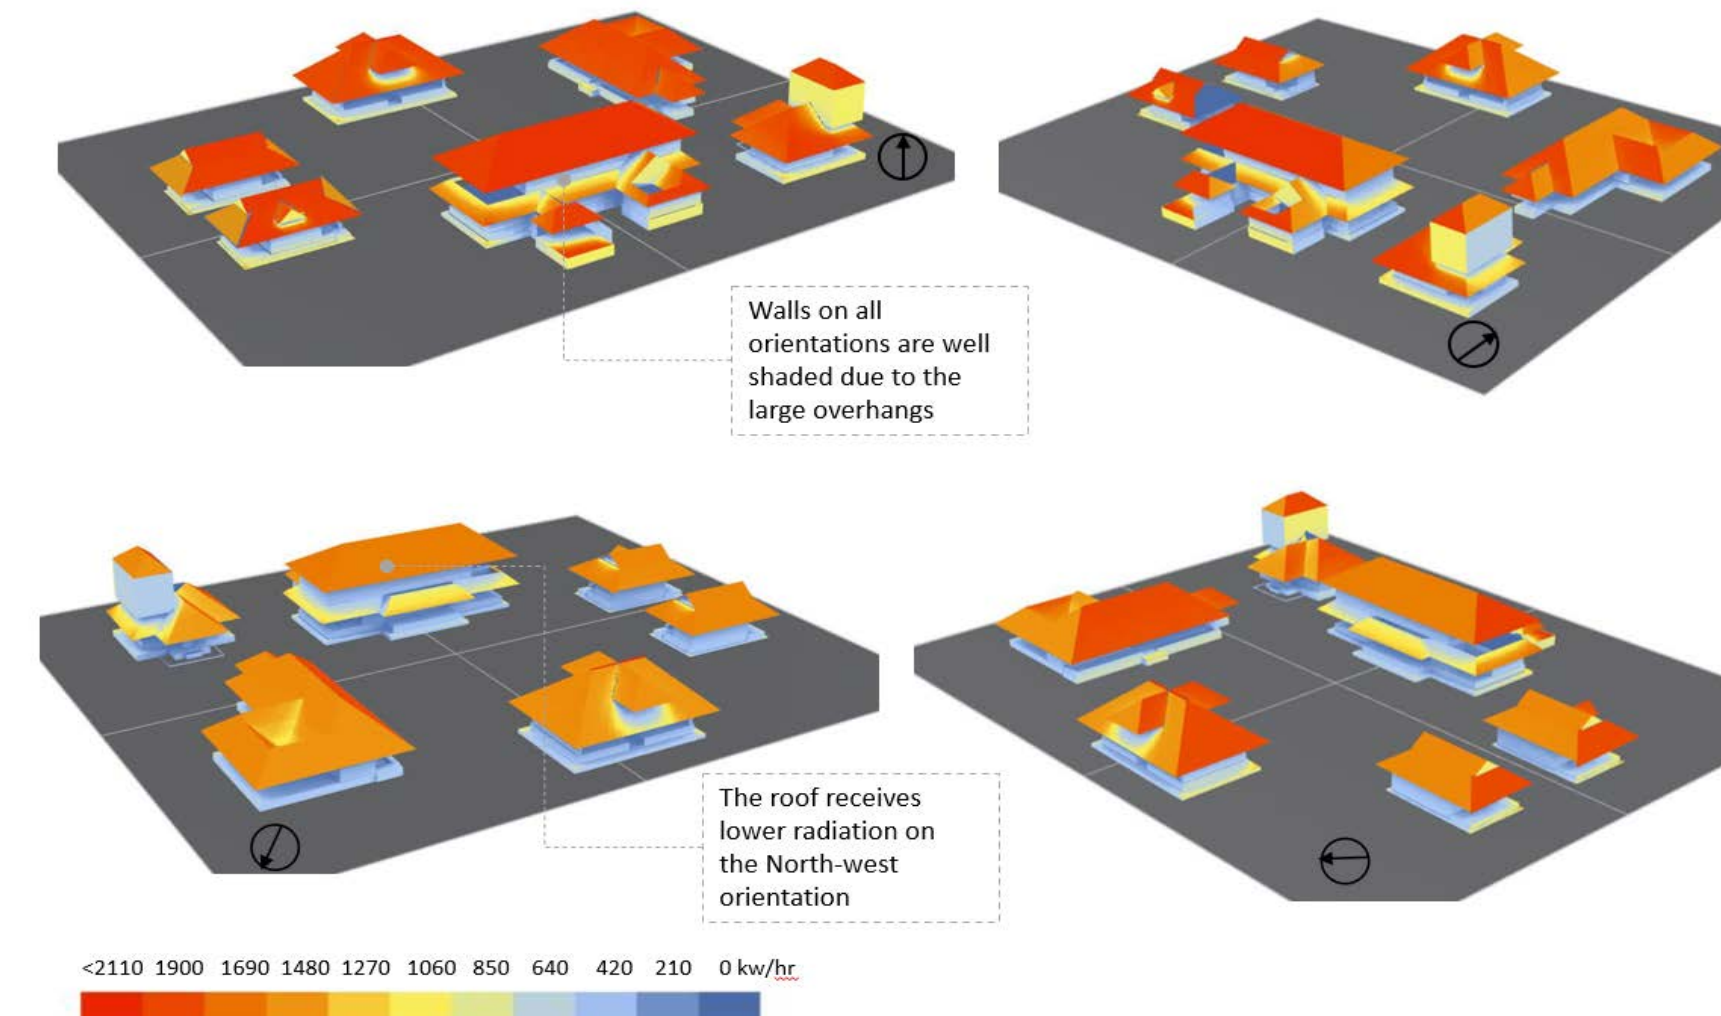 Walls on all
orientations are well
shaded due to the
large overhangs
The roof receives
lower radiation on
the North-west
orientation
<2110 1900 1690 1480 1270 1060 850 640 420 210 0 kw/hr